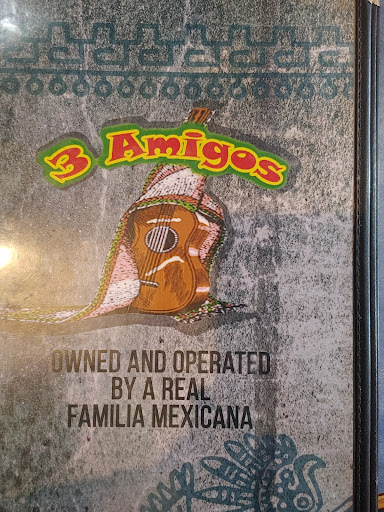 3 Amigos
OWNED AND OPERATED
BY A REAL
FAMILIA MEXICANA